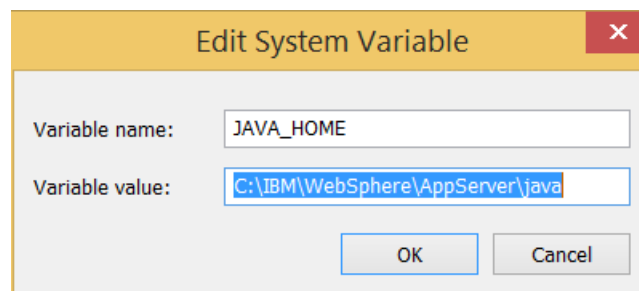 Edit System Variable
Variable name: JAVA_HOME
Variable value: C:\IBM\WebSphere\AppServer\java
OK Cancel